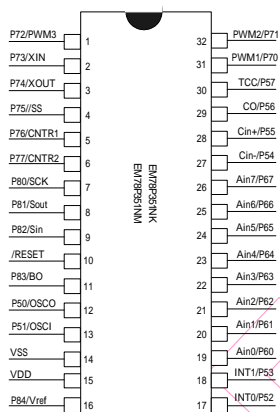 P72/PWM3 1 32 PWM2/P71
P73/XIN 2 31 PWM1/P70
P74/XOUT 3 30 TCC/P57
P75//SS 4 29 CO/P56
P76/CNTR1 5 28 Cin+/P55
P77/CNTR2 6 27 Cin-/P54
P80/SCK 7 26 Ain7/P67
P81/Sout 8 25 Ain6/P66
P82/Sin 9 24 Ain5/P65
/RESET 10 23 Ain4/P64
P83/BO 11 22 Ain3/P63
P50/OSCO 12 21 Ain2/P62
P51/OSCI 13 20 Ain1/P61
VSS 14 19 Ain0/P60
VDD 15 18 INT1/P53
P84/Vref 16 17 INT0/P52
EM78P951NK
EM78P951NM